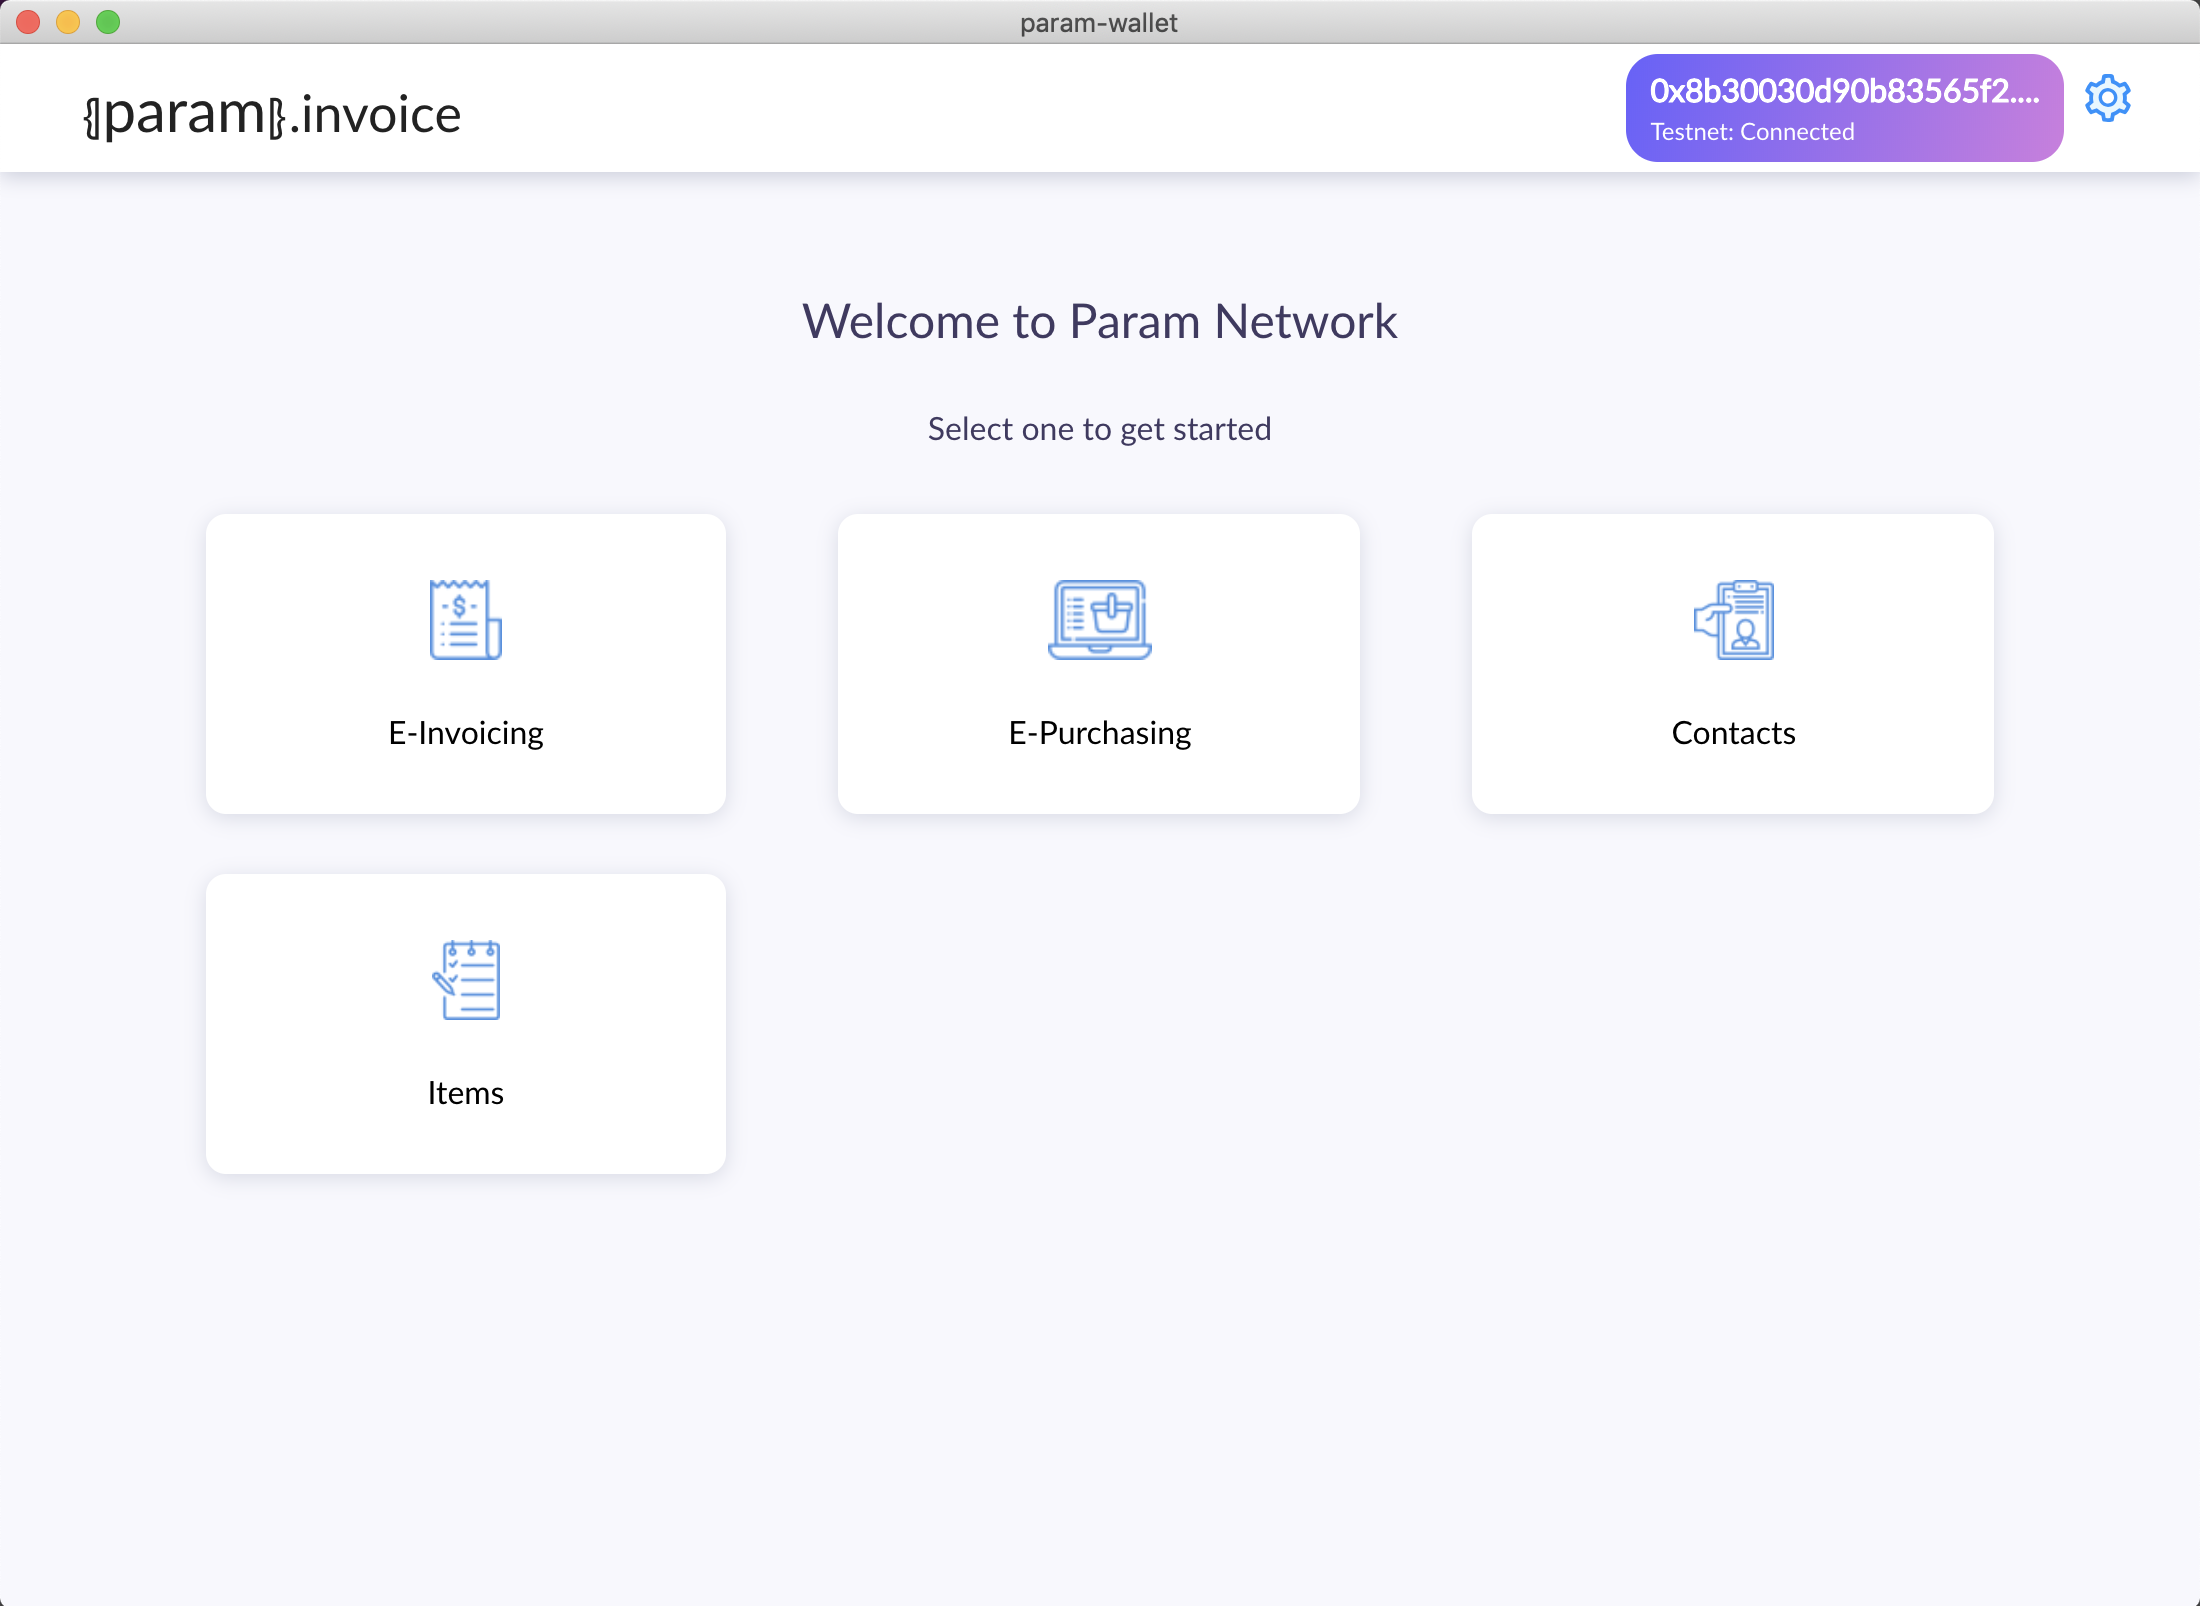 param-wallet
{param}.invoice
0x8b30030d90b83565f2....
Testnet: Connected
Welcome to Param Network
Select one to get started
- $ -
E-Invoicing
E-Purchasing
Contacts
Items